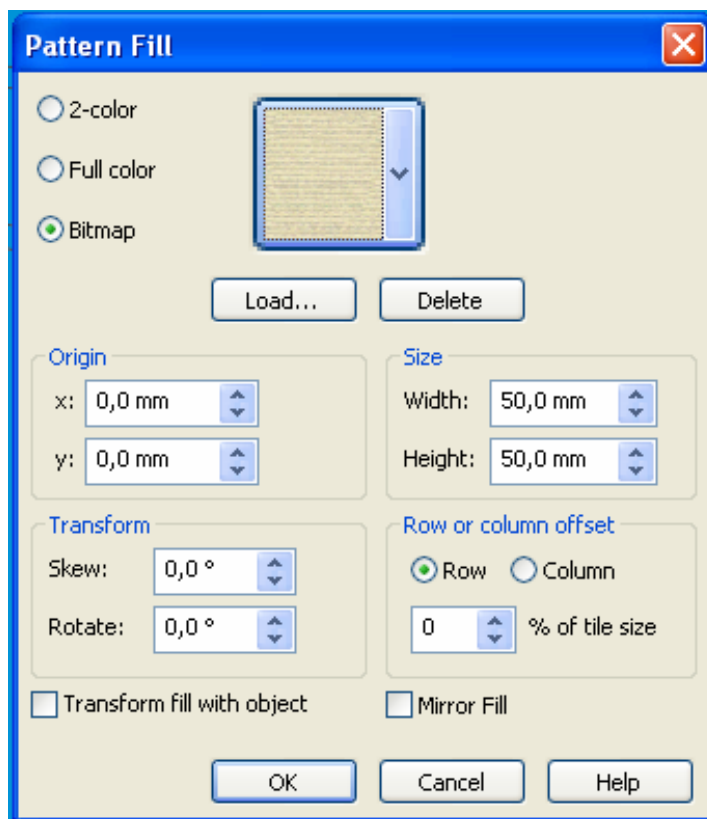 Pattern Fill
2-color
Full color
Bitmap
Load... Delete
Origin
x: 0,0 mm
y: 0,0 mm
Size
Width: 50,0 mm
Height: 50,0 mm
Transform
Skew: 0,0 °
Rotate: 0,0 °
Row or column offset
Row Column
0 % of tile size
Transform fill with object
Mirror Fill
OK Cancel Help